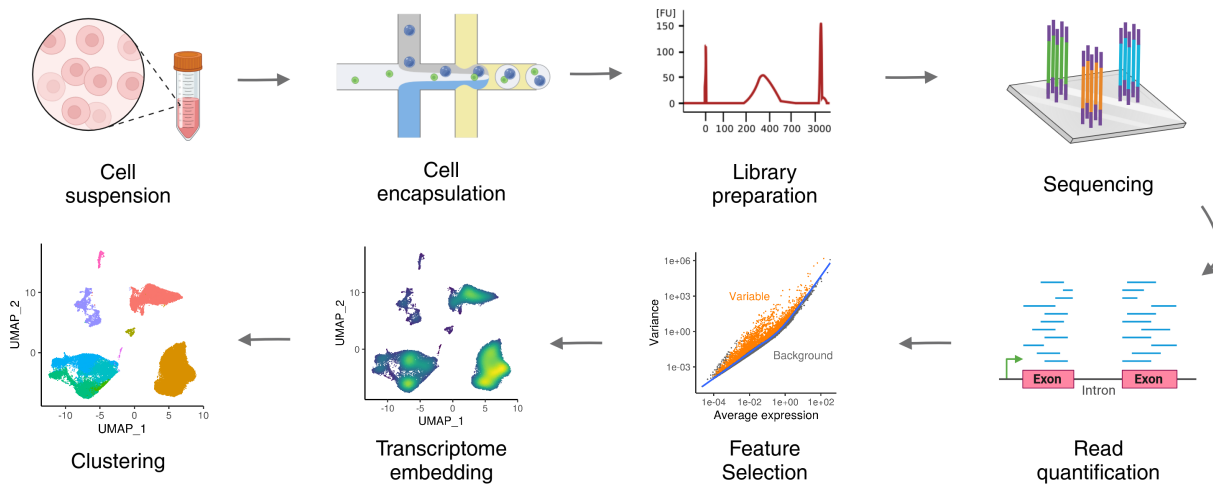 [FU]
150
100
50
0
0 100 200 400 700 3000
Cell
suspension
Cell
encapsulation
Library
preparation
Sequencing
UMAP_2
10
0
-10 -5 0 5 10
UMAP_1
Clustering
UMAP_2
10
0
-10 -5 0 5 10
UMAP_1
Transcriptome
embedding
Variance
1e+06
1e+03
1e+00
1e-03
Variable
Background
1e-04 1e-02 1e+00 1e+02
Average expression
Feature
Selection
Exon
Intron
Exon
Read
quantification